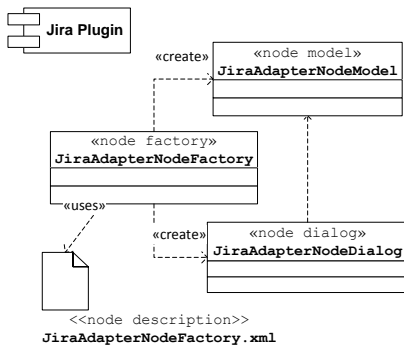 Jira Plugin
«create»
«node model»
JiraAdapterNodeModel
«node factory»
JiraAdapterNodeFactory
«uses»
«create»
«node dialog»
JiraAdapterNodeDialog
<<node description>>
JiraAdapterNodeFactory.xml